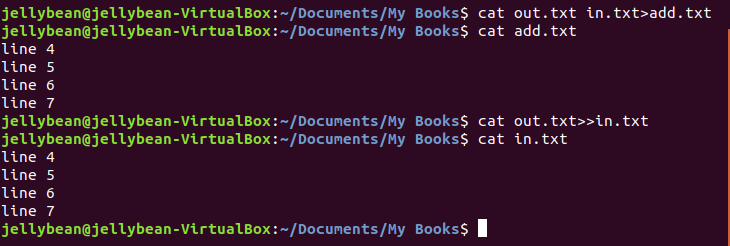 jellybean@jellybean-VirtualBox:~/Documents/My Books$ cat out.txt in.txt>add.txt
jellybean@jellybean-VirtualBox:~/Documents/My Books$ cat add.txt
line 4
line 5
line 6
line 7
jellybean@jellybean-VirtualBox:~/Documents/My Books$ cat out.txt>>in.txt
jellybean@jellybean-VirtualBox:~/Documents/My Books$ cat in.txt
line 4
line 5
line 6
line 7
jellybean@jellybean-VirtualBox:~/Documents/My Books$